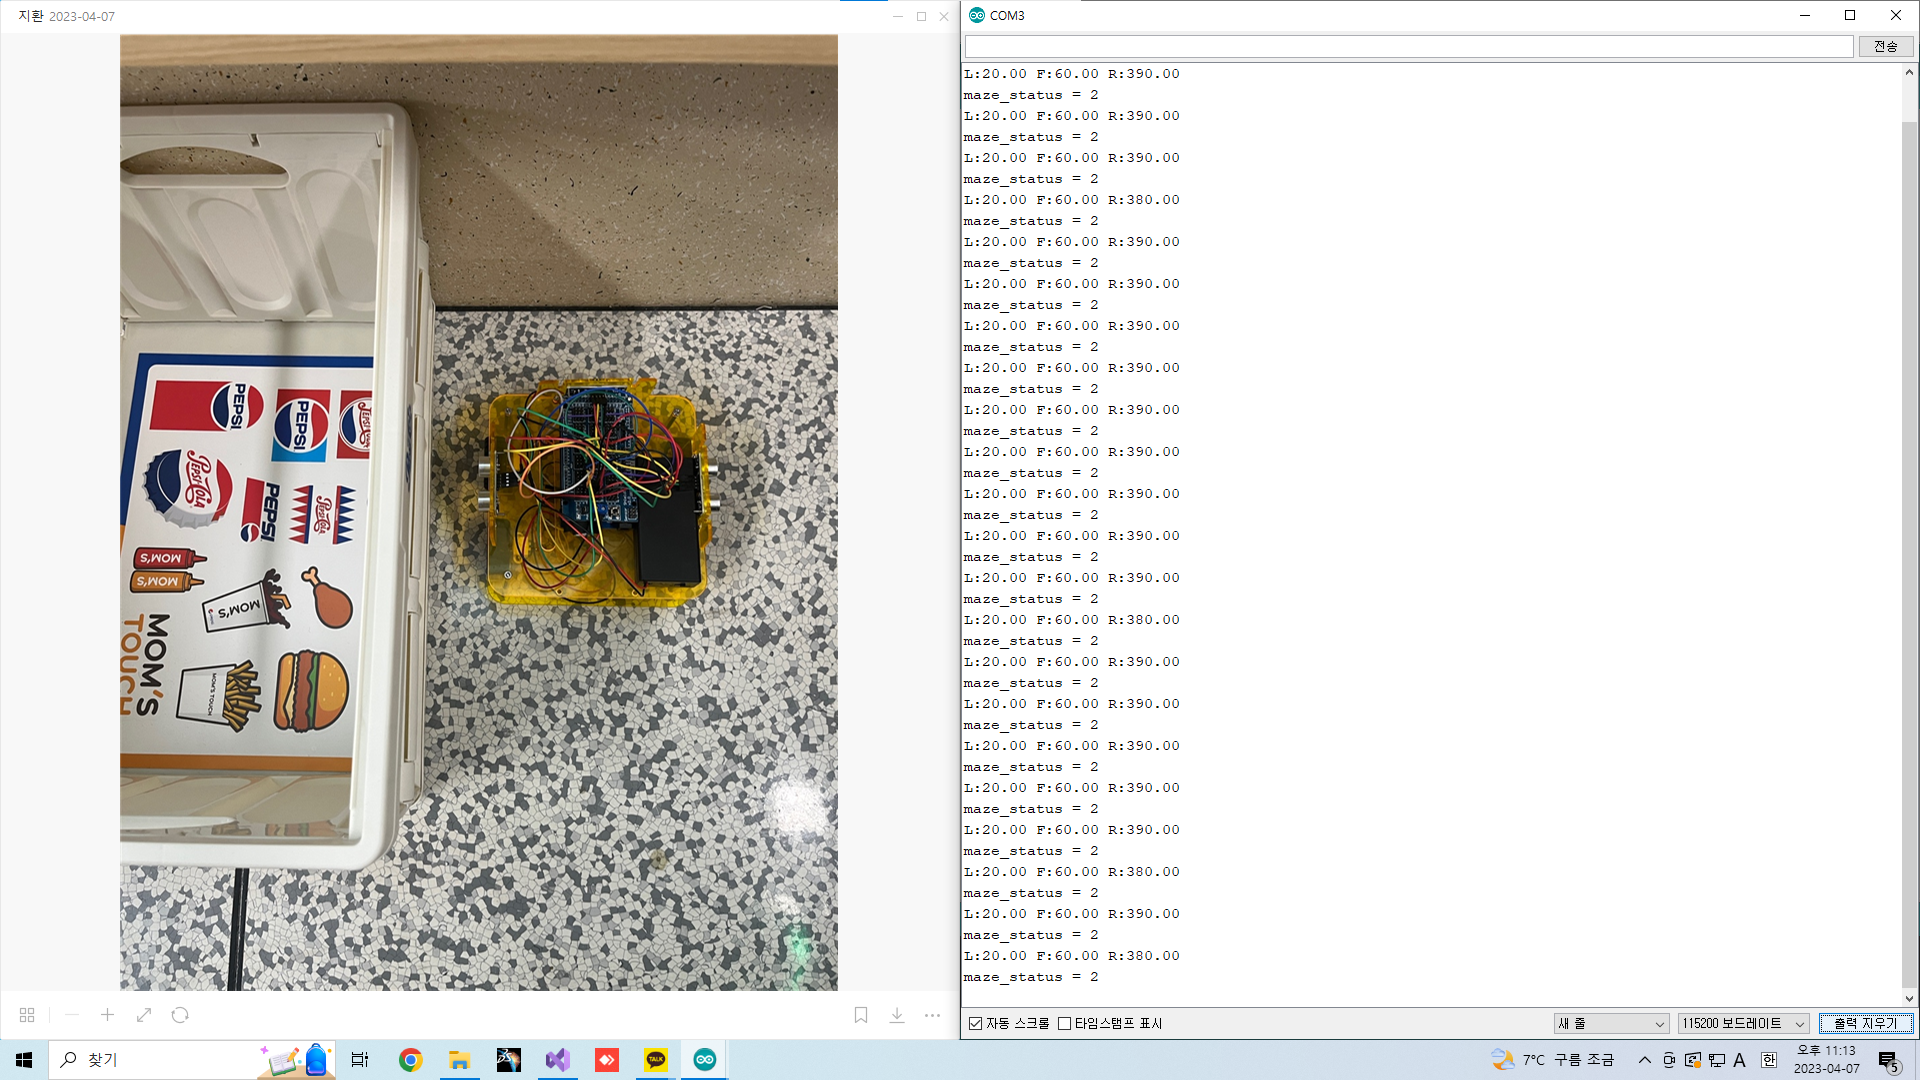 지환 2023-04-07
PEPSI
PEPSI
PEPSI COLA
PEPSI
PEPSI COLA
MOM'S
MOM'S
MOM'S
MOM'S
TOUCH
MOM'S TOUCH
COM3
전송
L:20.00 F:60.00 R:390.00
maze_status = 2
L:20.00 F:60.00 R:390.00
maze_status = 2
L:20.00 F:60.00 R:390.00
maze_status = 2
L:20.00 F:60.00 R:380.00
maze_status = 2
L:20.00 F:60.00 R:390.00
maze_status = 2
L:20.00 F:60.00 R:390.00
maze_status = 2
L:20.00 F:60.00 R:390.00
maze_status = 2
L:20.00 F:60.00 R:390.00
maze_status = 2
L:20.00 F:60.00 R:390.00
maze_status = 2
L:20.00 F:60.00 R:390.00
maze_status = 2
L:20.00 F:60.00 R:390.00
maze_status = 2
L:20.00 F:60.00 R:390.00
maze_status = 2
L:20.00 F:60.00 R:390.00
maze_status = 2
L:20.00 F:60.00 R:380.00
maze_status = 2
L:20.00 F:60.00 R:390.00
maze_status = 2
L:20.00 F:60.00 R:390.00
maze_status = 2
L:20.00 F:60.00 R:390.00
maze_status = 2
L:20.00 F:60.00 R:390.00
maze_status = 2
L:20.00 F:60.00 R:390.00
maze_status = 2
L:20.00 F:60.00 R:380.00
maze_status = 2
L:20.00 F:60.00 R:390.00
maze_status = 2
L:20.00 F:60.00 R:380.00
maze_status = 2
자동 스크롤 타임스탬프 표시 새 줄 115200 보드레이트 출력 지우기
찾기
TALK
7°C 구름 조금 A 한
오후 11:13
2023-04-07
5